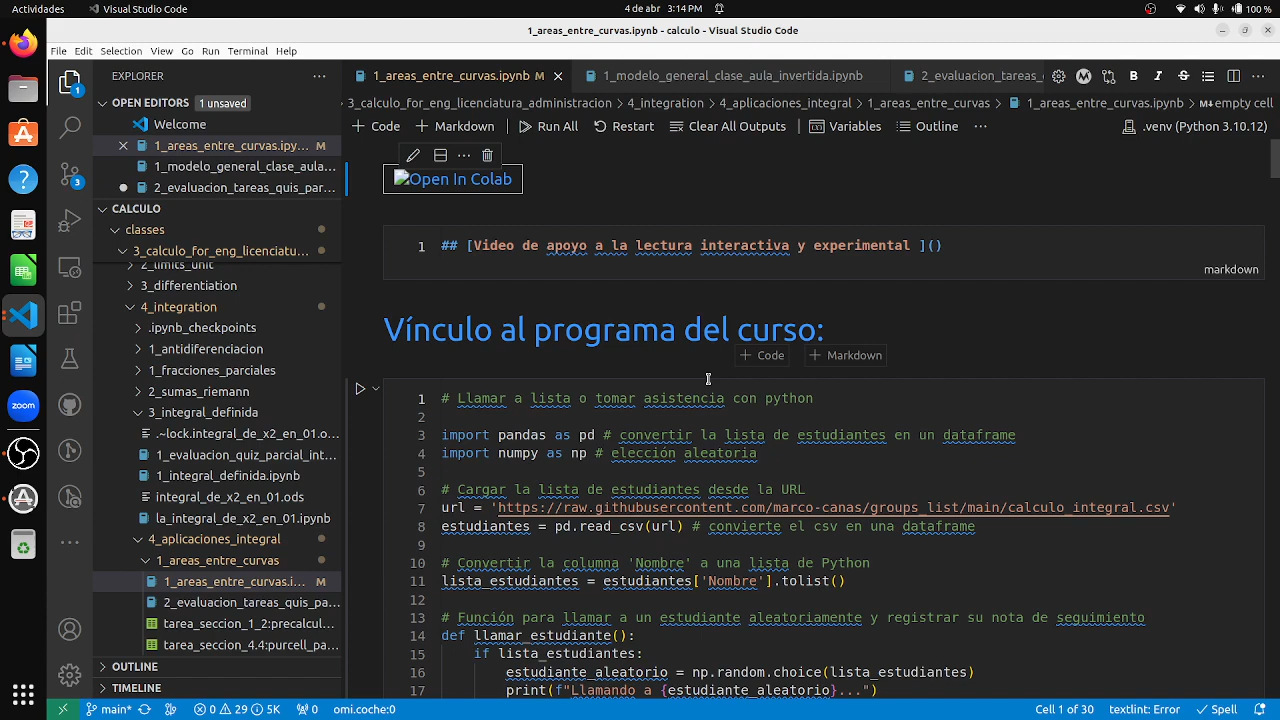 Actividades
Visual Studio Code
4 de abr 3:14 PM
100 %
1_areas_entre_curvas.ipynb - calculo - Visual Studio Code
File Edit Selection View Go Run Terminal Help
EXPLORER
OPEN EDITORS 1 unsaved
Welcome
1_areas_entre_curvas.ipy... M
1_modelo_general_clase_aula...
2_evaluacion_tareas_quis_par...
CALCULO
classes
3_calculo_for_eng_licenciatu...
2_limits_unit
3_differentiation
4_integration
.ipynb_checkpoints
1_antidiferenciacion
1_fracciones_parciales
2_sumas_riemann
3_integral_definida
.~lock.integral_de_x2_en_01.o...
1_evaluacion_quiz_parcial_int...
1_integral_definida.ipynb
integral_de_x2_en_01.ods
la_integral_de_x2_en_01.ipynb
4_aplicaciones_integral
1_areas_entre_curvas
1_areas_entre_curvas.i... M
2_evaluacion_tareas_quis_pa...
tarea_seccion_1_2:precalcul...
tarea_seccion_4.4:purcell_pa...
OUTLINE
TIMELINE
1_areas_entre_curvas.ipynb M
1_modelo_general_clase_aula_invertida.ipynb
2_evaluacion_tareas_
3_calculo_for_eng_licenciatura_administracion > 4_integration > 4_aplicaciones_integral > 1_areas_entre_curvas > 1_areas_entre_curvas.ipynb > empty cell
+ Code + Markdown Run All Restart Clear All Outputs Variables Outline ... .venv (Python 3.10.12)
Open In Colab
1 ## [Video de apoyo a la lectura interactiva y experimental ]()
markdown
Vínculo al programa del curso:
+ Code + Markdown
1 # Llamar a lista o tomar asistencia con python
2
3 import pandas as pd # convertir la lista de estudiantes en un dataframe
4 import numpy as np # elección aleatoria
5
6 # Cargar la lista de estudiantes desde la URL
7 url = 'https://raw.githubusercontent.com/marco-canas/groups_list/main/calculo_integral.csv'
8 estudiantes = pd.read_csv(url) # convierte el csv en una dataframe
9
10 # Convertir la columna 'Nombre' a una lista de Python
11 lista_estudiantes = estudiantes['Nombre'].tolist()
12
13 # Función para llamar a un estudiante aleatoriamente y registrar su nota de seguimiento
14 def llamar_estudiante():
15 if lista_estudiantes:
16 estudiante_aleatorio = np.random.choice(lista_estudiantes)
17 print(f"Llamando a {estudiante_aleatorio}...")
main* 0 29 5K 0 omi.coche:0 Cell 1 of 30 textlint: Error Spell